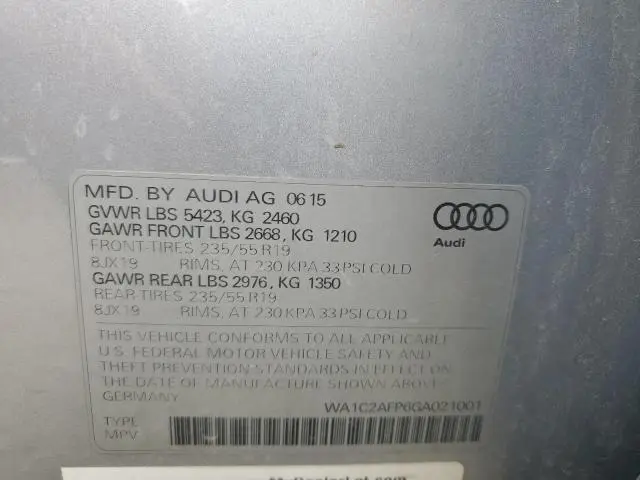 MFD. BY AUDI AG 06 15
GVWR LBS 5423, KG 2460
GAWR FRONT LBS 2668, KG 1210
FRONT-TIRES 235/55 R19
8JX19 RIMS, AT 230 KPA 33 PSI COLD
GAWR REAR LBS 2976, KG 1350
REAR-TIRES 235/55 R19
8JX19 RIMS, AT 230 KPA 33 PSI COLD
Audi
THIS VEHICLE CONFORMS TO ALL APPLICABLE
U.S. FEDERAL MOTOR VEHICLE SAFETY AND
THEFT PREVENTION STANDARDS IN EFFECT ON
THE DATE OF MANUFACTURE SHOWN ABOVE
GERMANY
WA1C2AFP6GA021001
TYPE
MPV